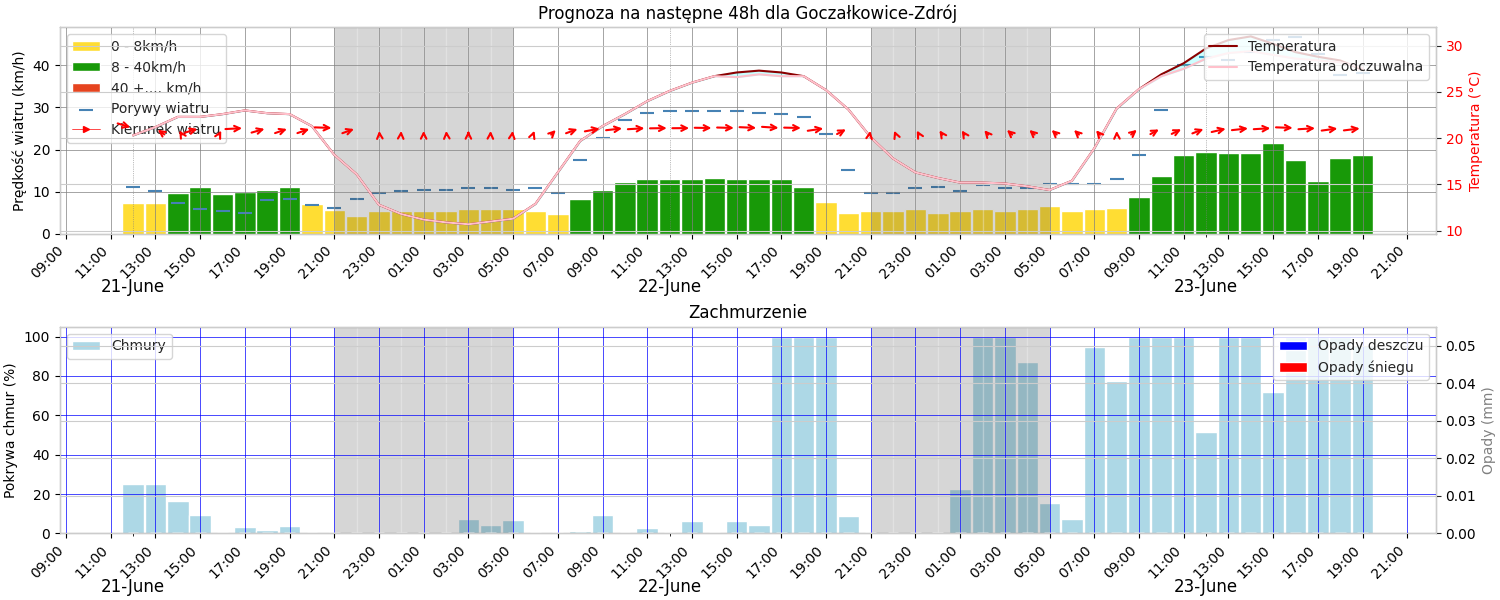 Prognoza na następne 48h dla Goczałkowice-Zdrój
Prędkość wiatru (km/h)
40
30
20
10
0
0 - 8km/h
8 - 40km/h
40 +.... km/h
Porywy wiatru
Kierunek wiatru
Temperatura
Temperatura odczuwalna
30
25
20
15
10
Temperatura (°C)
09:00 11:00 13:00 15:00 17:00 19:00 21:00 23:00 01:00 03:00 05:00 07:00 09:00 11:00 13:00 15:00 17:00 19:00 21:00 23:00 01:00 03:00 05:00 07:00 09:00 11:00 13:00 15:00 17:00 19:00 21:00
21-June 22-June 23-June
Zachmurzenie
Pokrywa chmur (%)
100
80
60
40
20
0
Chmury
Opady deszczu
Opady śniegu
0.05
0.04
0.03
0.02
0.01
0.00
Opady (mm)
09:00 11:00 13:00 15:00 17:00 19:00 21:00 23:00 01:00 03:00 05:00 07:00 09:00 11:00 13:00 15:00 17:00 19:00 21:00 23:00 01:00 03:00 05:00 07:00 09:00 11:00 13:00 15:00 17:00 19:00 21:00
21-June 22-June 23-June